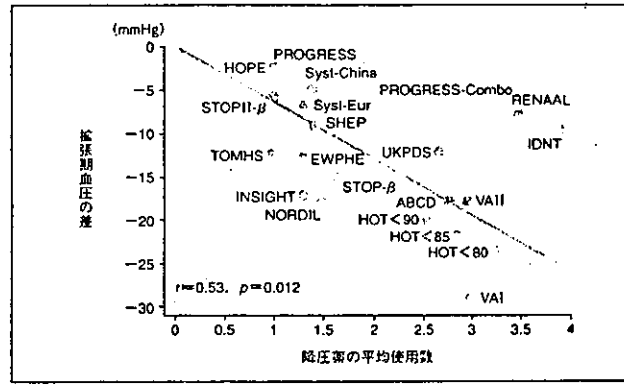 (mmHg)
0
-5
-10
-15
-20
-25
-30
拡張期血圧の差
HOPE
PROGRESS
Syst-China
PROGRESS-Combo
RENAAL
STOPII-β
Syst-Eur
SHEP
IDNT
TOMHS
EWPHE
UKPDS
STOP-β
INSIGHT
NORDIL
ABCD
VAII
HOT<90
HOT<85
HOT<80
VAI
r=0.53, p=0.012
0 0.5 1 1.5 2 2.5 3 3.5 4
降圧薬の平均使用数